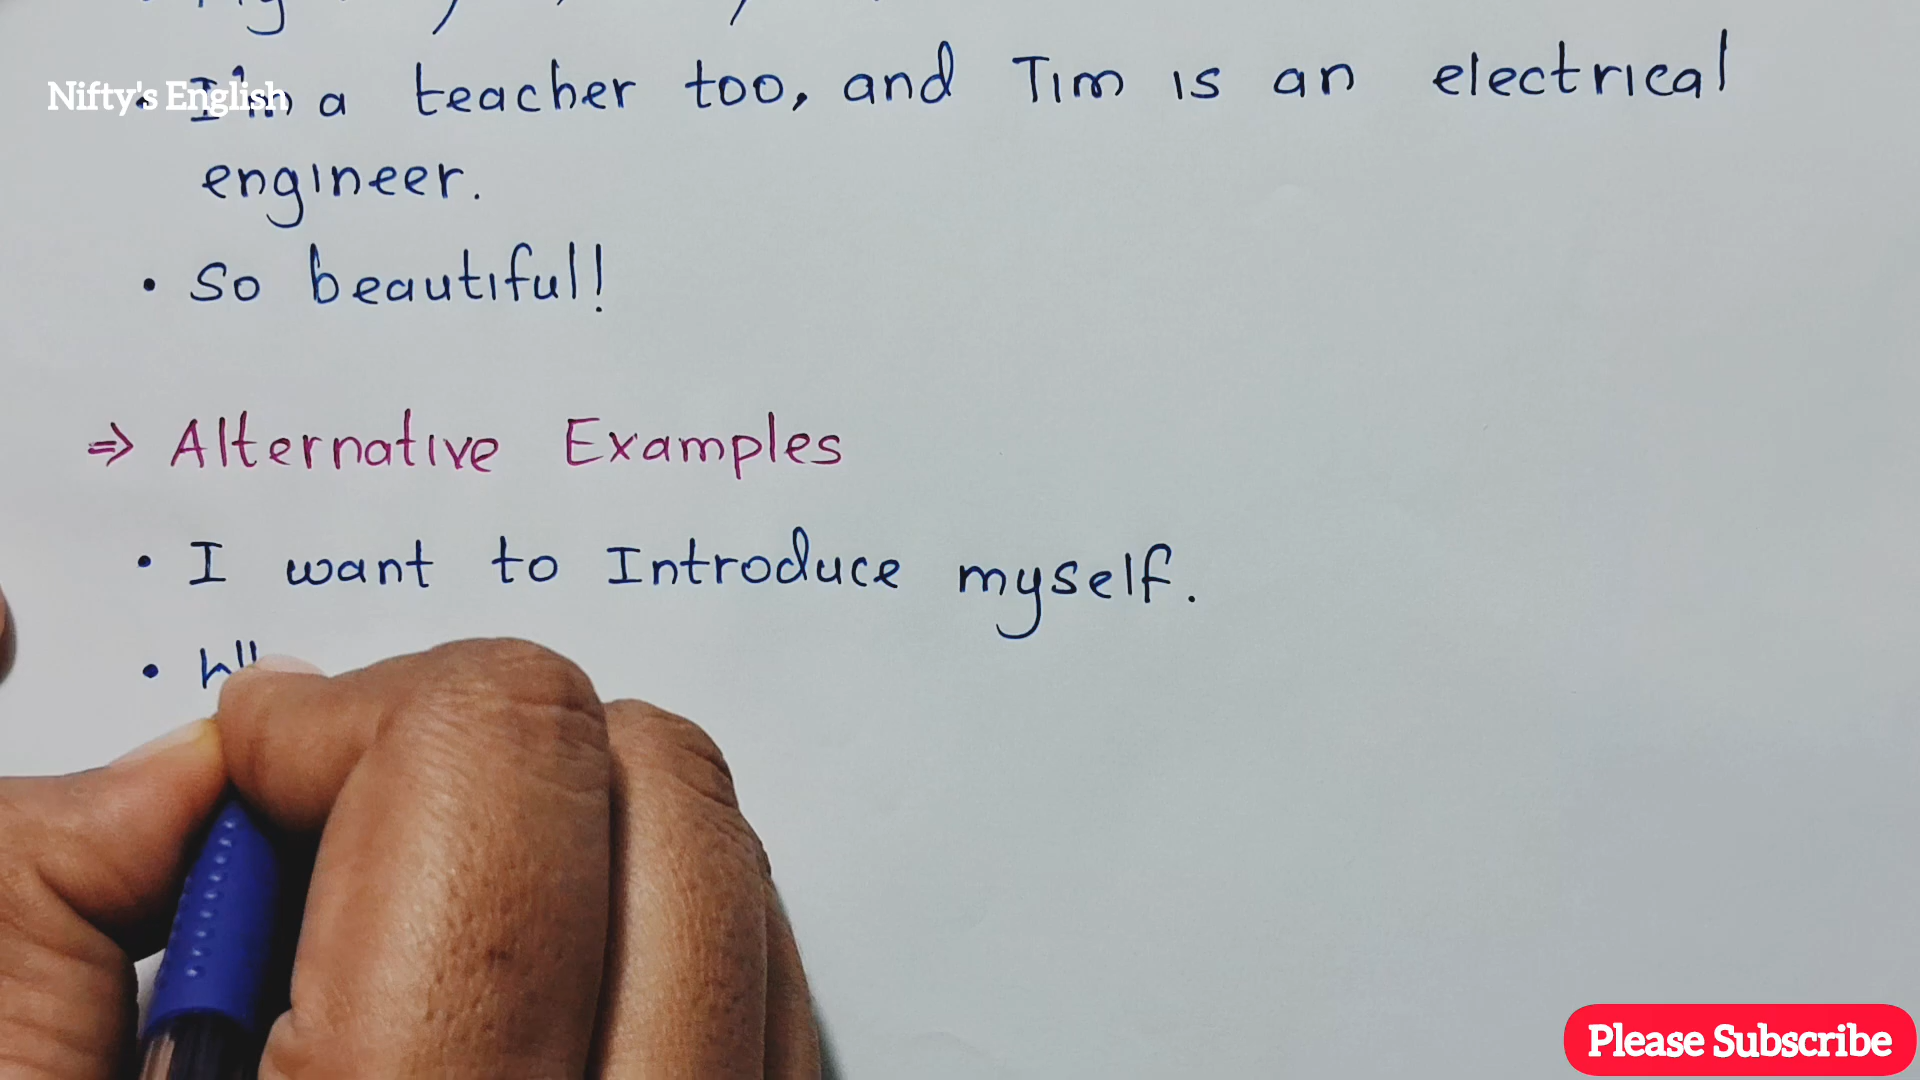 • I'm a teacher too, and Tim is an electrical
engineer.
• So beautiful!
⇒ Alternative Examples
• I want to Introduce myself.
Nifty's English
Please Subscribe